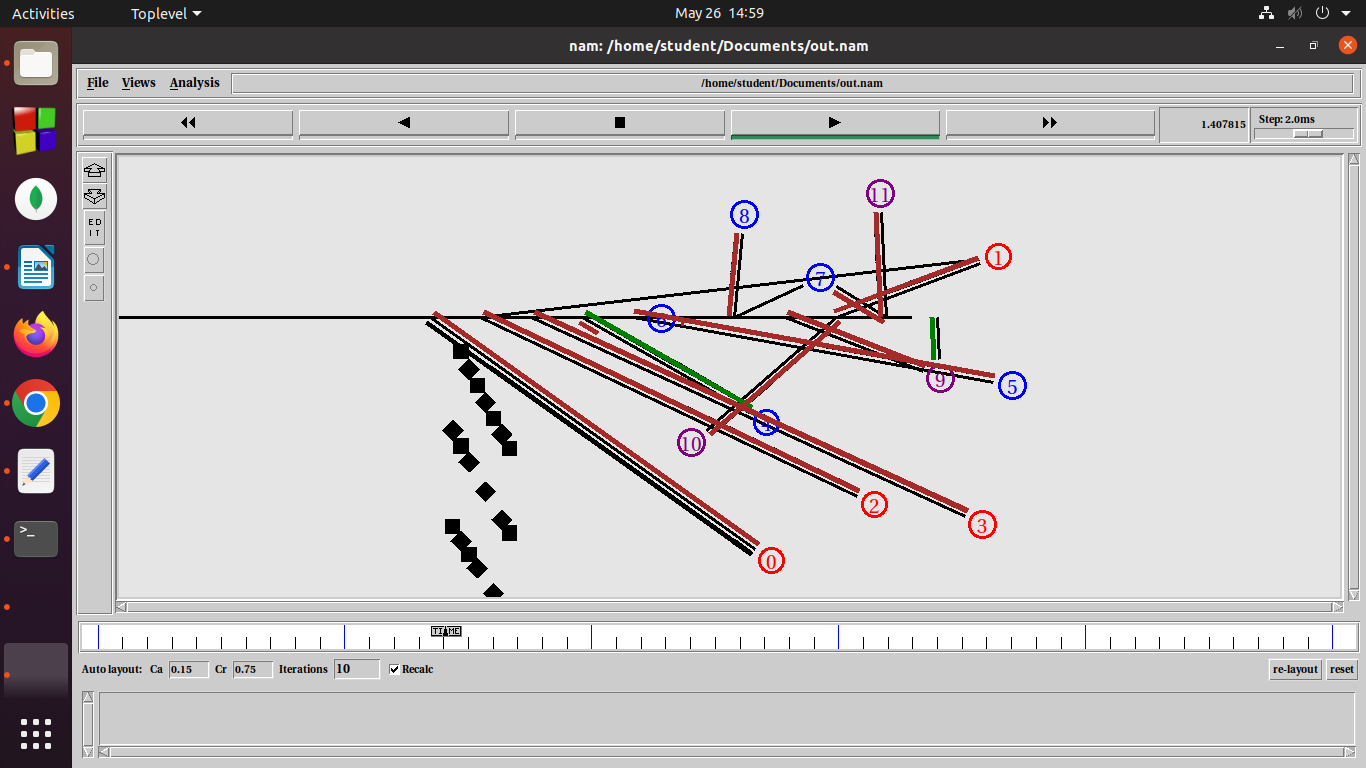 Activities Toplevel May 26 14:59
nam: /home/student/Documents/out.nam
File Views Analysis /home/student/Documents/out.nam
1.407815 Step: 2.0ms
ED
IT
11
8
1
7
6
9
5
4
10
2
3
0
>_
TIME
Auto layout: Ca 0.15 Cr 0.75 Iterations 10 Recalc re-layout reset